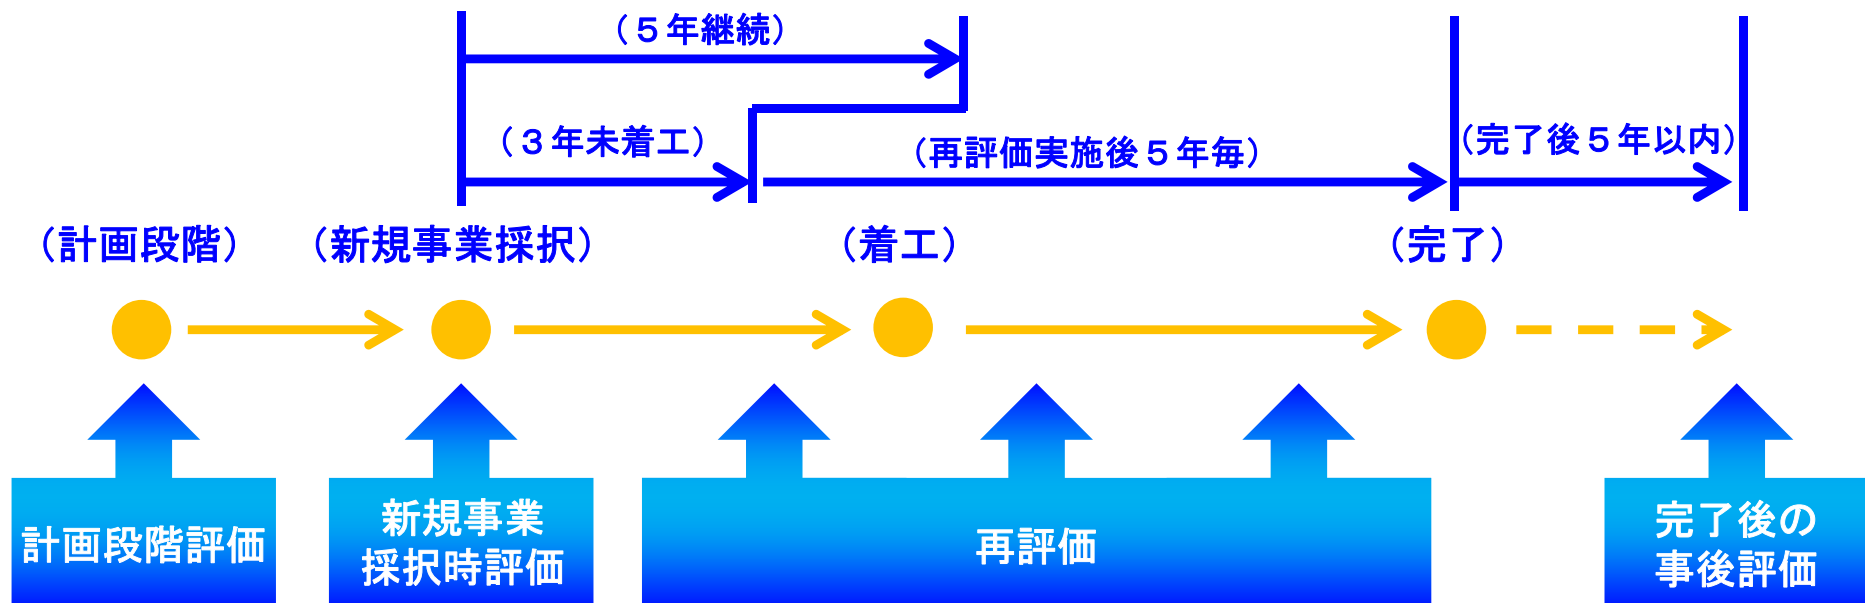 （５年継続）
（３年未着工）
（再評価実施後５年毎）
（完了後５年以内）
（計画段階）
（新規事業採択）
（着工）
（完了）
計画段階評価
新規事業
採択時評価
再評価
完了後の
事後評価